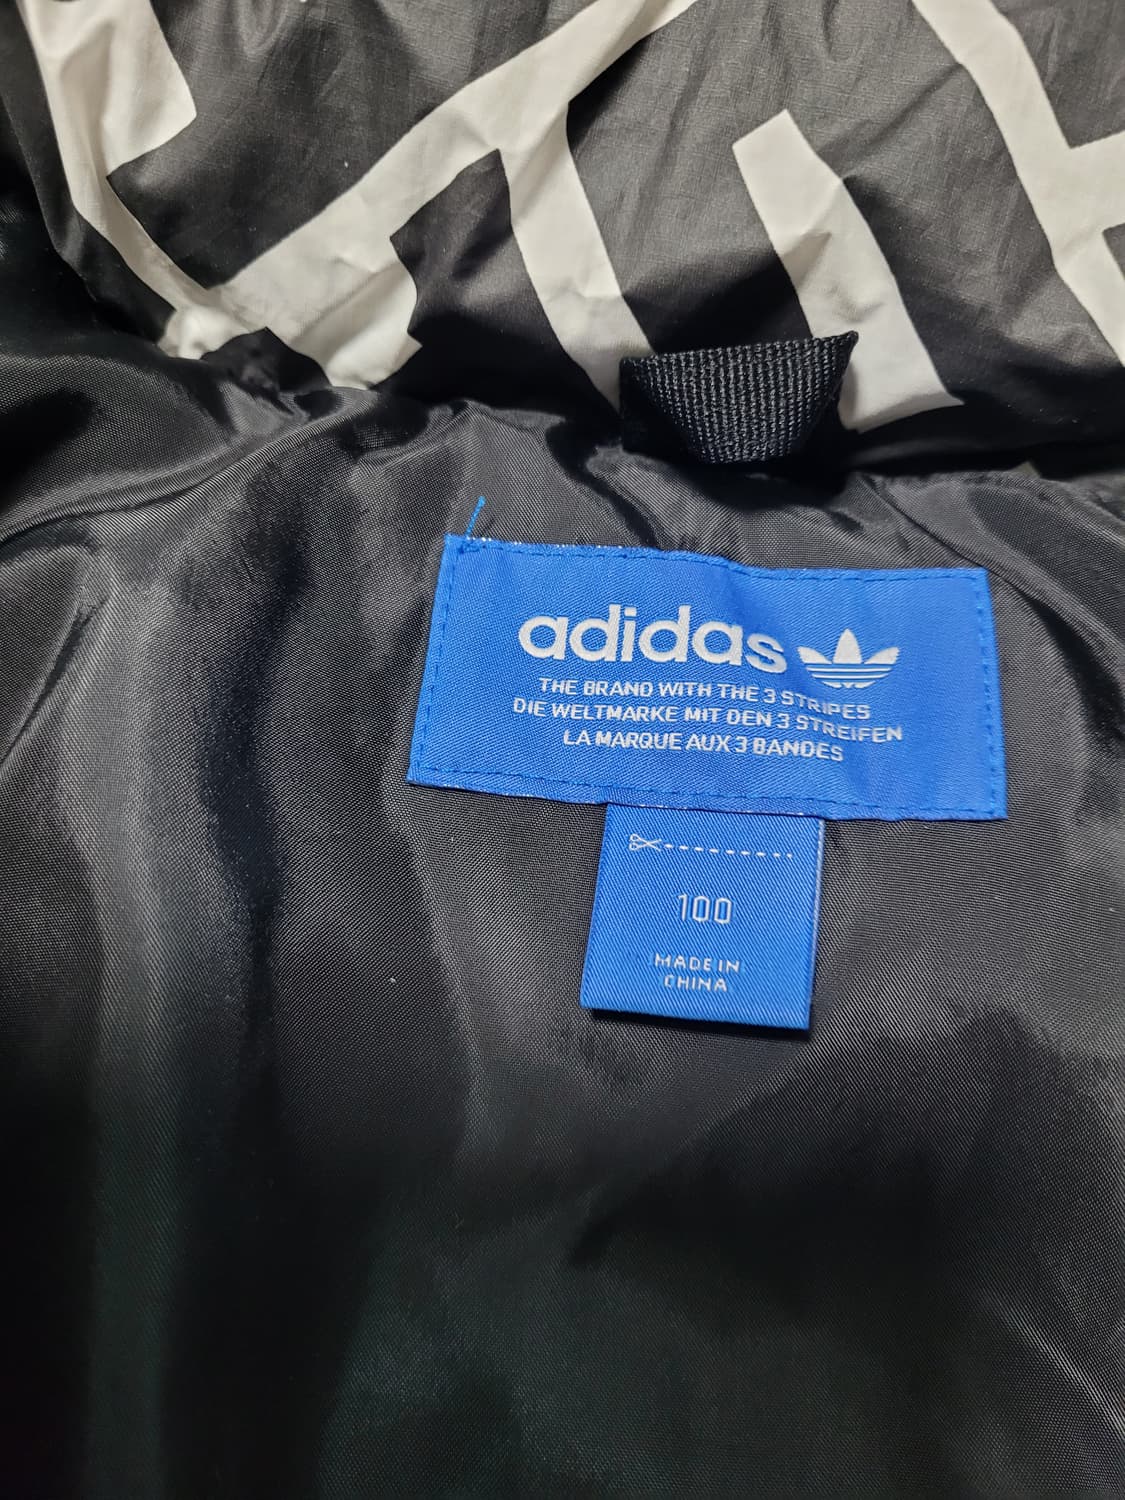 adidas
THE BRAND WITH THE 3 STRIPES
DIE WELTMARKE MIT DEN 3 STREIFEN
LA MARQUE AUX 3 BANDES
100
MADE IN
CHINA